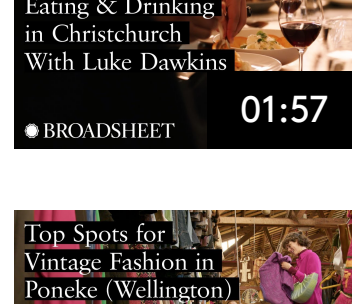 Eating & Drinking
in Christchurch
With Luke Dawkins
01:57
BROADSHEET
Top Spots for
Vintage Fashion in
Poneke (Wellington)